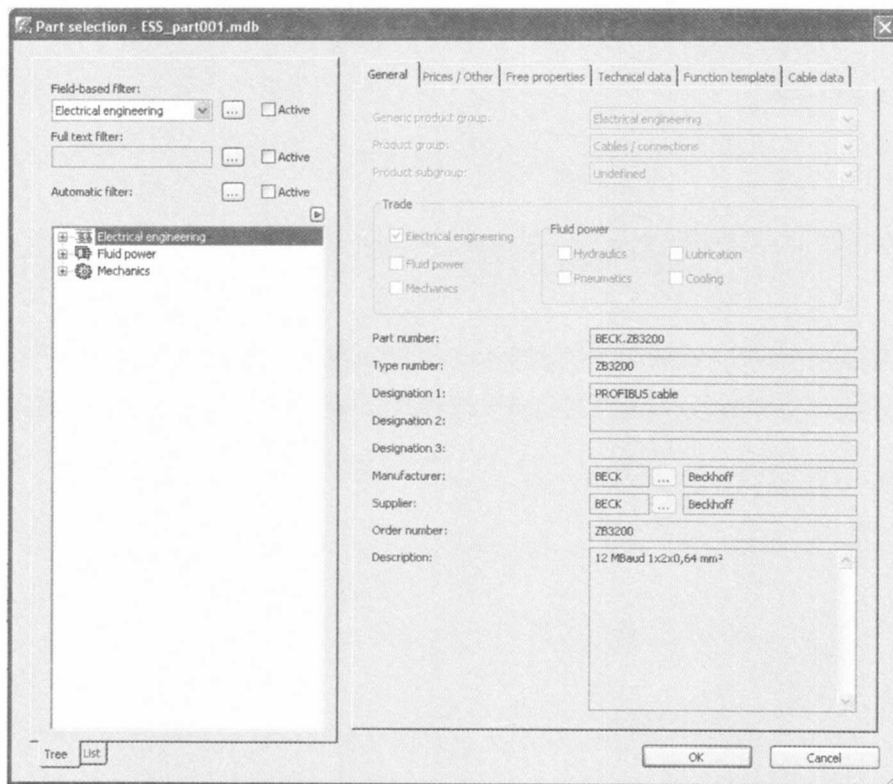 Part selection - ESS_part001.mdb
Field-based filter:
Electrical engineering ... Active
Full text filter:
... Active
Automatic filter: ... Active
Electrical engineering
Fluid power
Mechanics
Tree List
General Prices / Other Free properties Technical data Function template Cable data
Generic product group: Electrical engineering
Product group: Cables / connections
Product subgroup: Undefined
Trade
Electrical engineering
Fluid power
Mechanics
Fluid power
Hydraulics Lubrication
Pneumatics Cooling
Part number: BECK.ZB3200
Type number: ZB3200
Designation 1: PROFIBUS cable
Designation 2:
Designation 3:
Manufacturer: BECK ... Beckhoff
Supplier: BECK ... Beckhoff
Order number: ZB3200
Description: 12 MBaud 1x2x0,64 mm²
OK Cancel